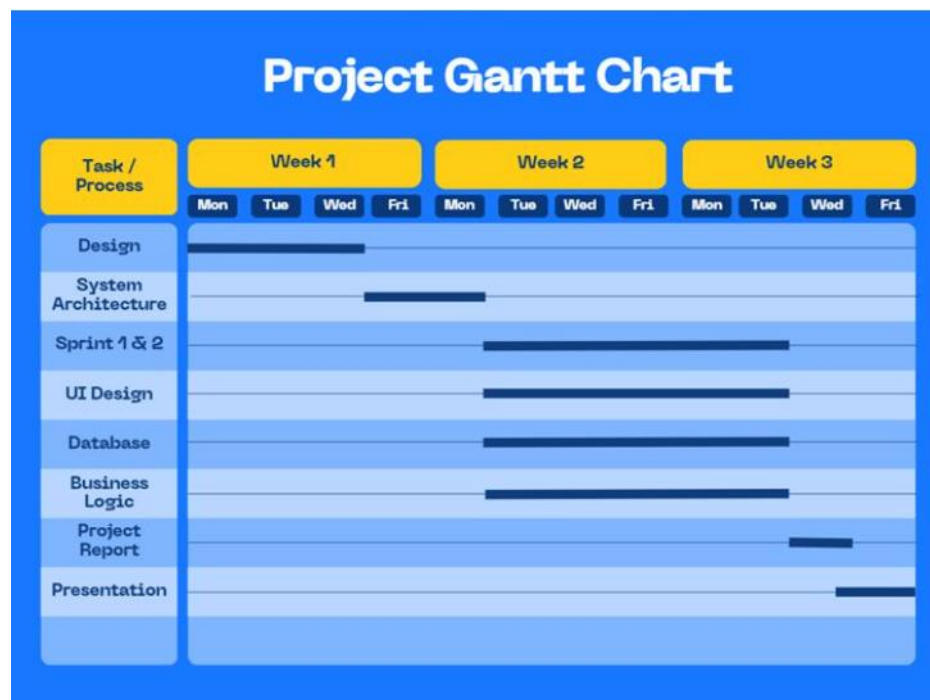 Project Gantt Chart
Task /
Process
Week 1
Week 2
Week 3
Mon Tue Wed Fri Mon Tue Wed Fri Mon Tue Wed Fri
Design
System
Architecture
Sprint 1 & 2
UI Design
Database
Business
Logic
Project
Report
Presentation